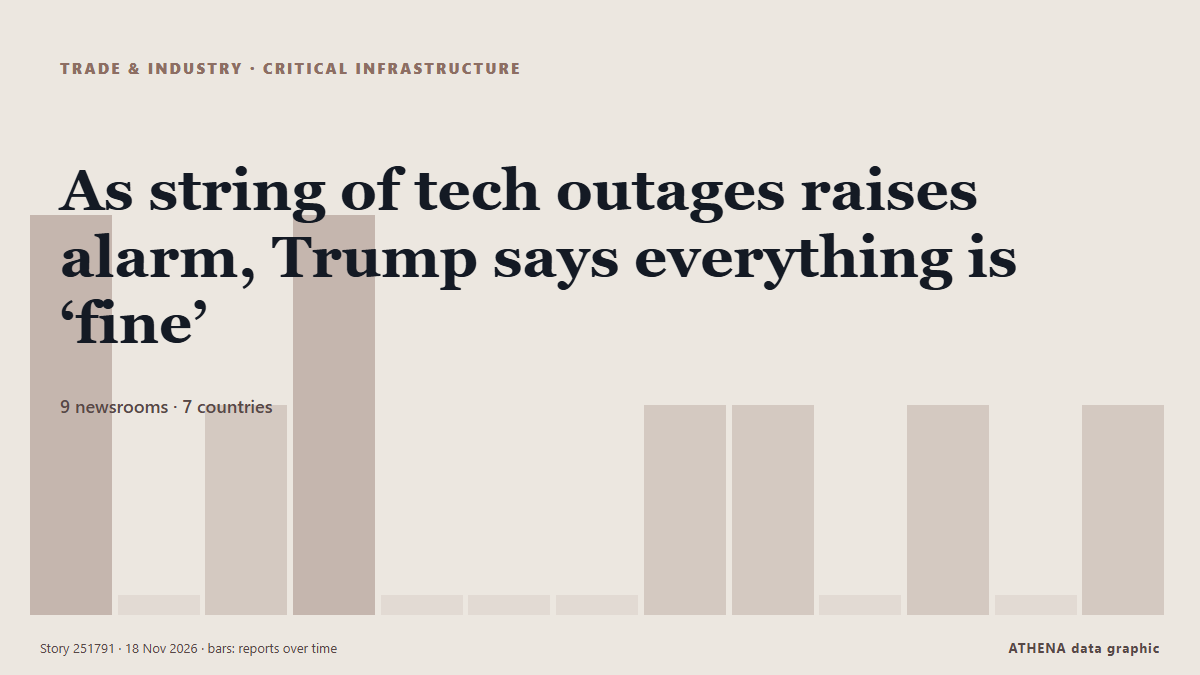 TRADE & INDUSTRY · CRITICAL INFRASTRUCTURE
As string of tech outages raises
alarm, Trump says everything is
‘fine’
9 newsrooms · 7 countries
Story 251791 · 18 Nov 2026 · bars: reports over time
ATHENA data graphic